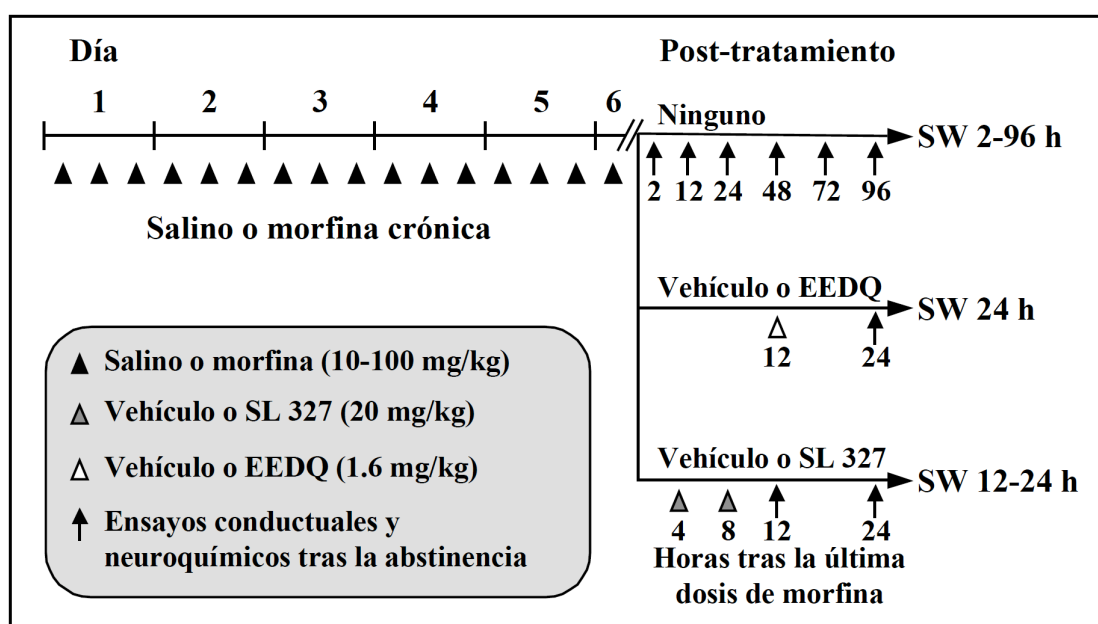 Día
1 2 3 4 5 6
Salino o morfina crónica
Post-tratamiento
Ninguno
SW 2-96 h
2 12 24 48 72 96
Vehículo o EEDQ
SW 24 h
12 24
Vehículo o SL 327
SW 12-24 h
4 8 12 24
Horas tras la última
dosis de morfina
Salino o morfina (10-100 mg/kg)
Vehículo o SL 327 (20 mg/kg)
Vehículo o EEDQ (1.6 mg/kg)
Ensayos conductuales y
neuroquímicos tras la abstinencia